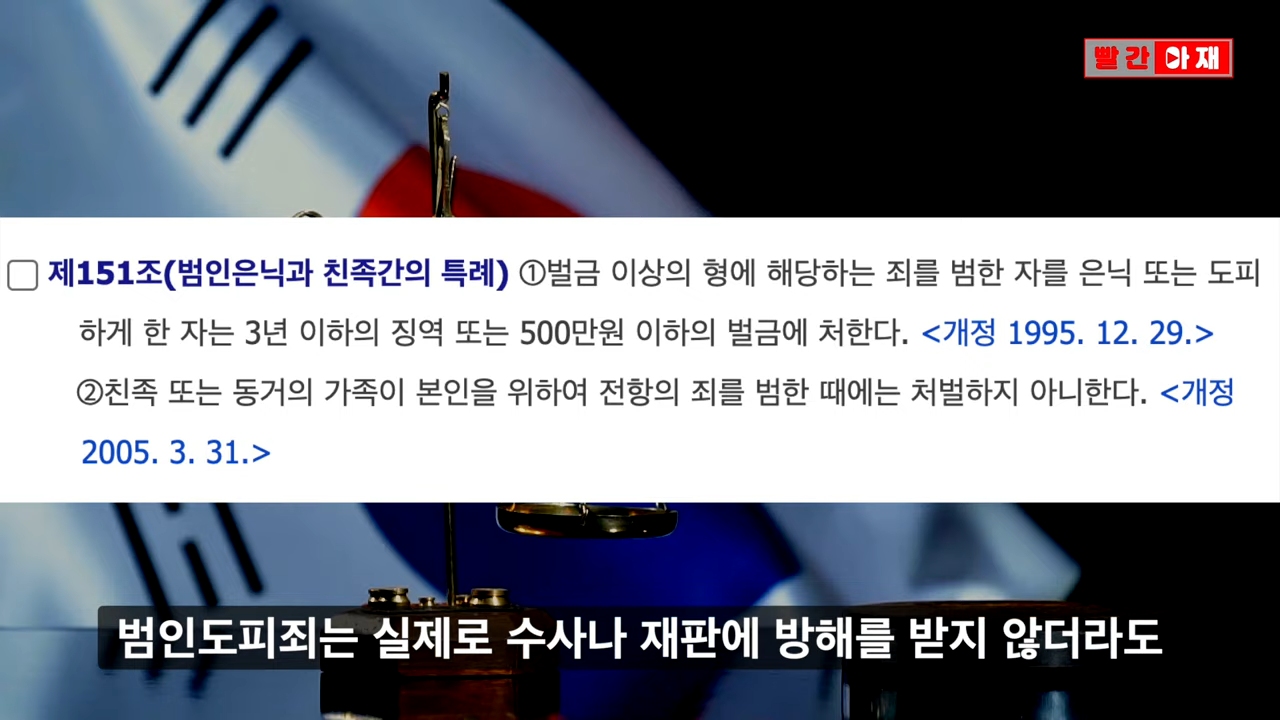 빨간아재
제151조(범인은닉과 친족간의 특례) ①벌금 이상의 형에 해당하는 죄를 범한 자를 은닉 또는 도피
하게 한 자는 3년 이하의 징역 또는 500만원 이하의 벌금에 처한다. <개정 1995. 12. 29.>
②친족 또는 동거의 가족이 본인을 위하여 전항의 죄를 범한 때에는 처벌하지 아니한다. <개정
2005. 3. 31.>
범인도피죄는 실제로 수사나 재판에 방해를 받지 않더라도